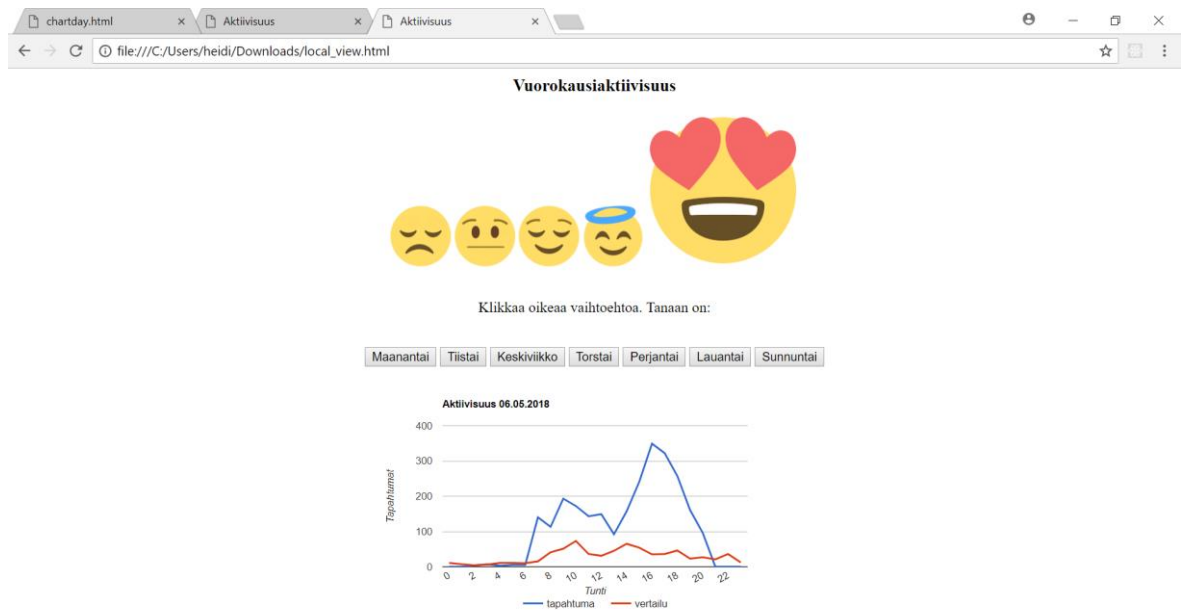 chartday.html × Aktiivisuus × Aktiivisuus ×
file:///C:/Users/heidi/Downloads/local_view.html
Vuorokausiaktiivisuus
Klikkaa oikeaa vaihtoehtoa. Tanaan on:
Maanantai Tiistai Keskiviikko Torstai Perjantai Lauantai Sunnuntai
Aktiivisuus 06.05.2018
400
300
200
100
0
Tapahtumat
0 2 4 6 8 10 12 14 16 18 20 22
Tunti
tapahtuma vertailu